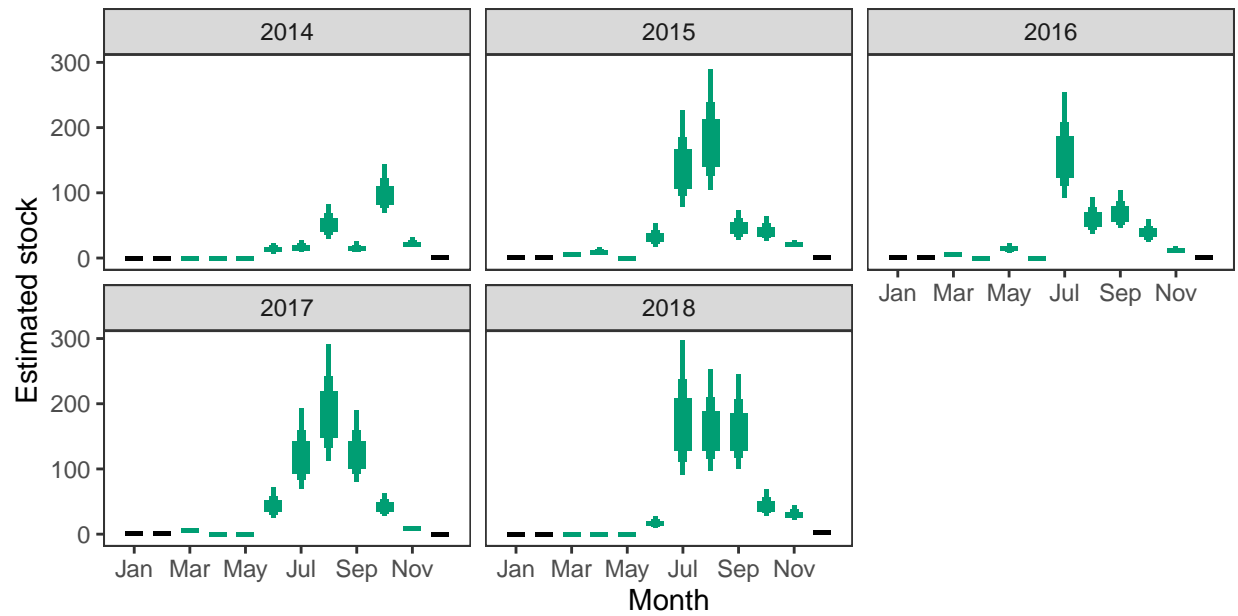 2014 2015 2016
Estimated stock
300
200
100
0
Jan Mar May Jul Sep Nov
2017 2018
300
200
100
0
Jan Mar May Jul Sep Nov Jan Mar May Jul Sep Nov
Month